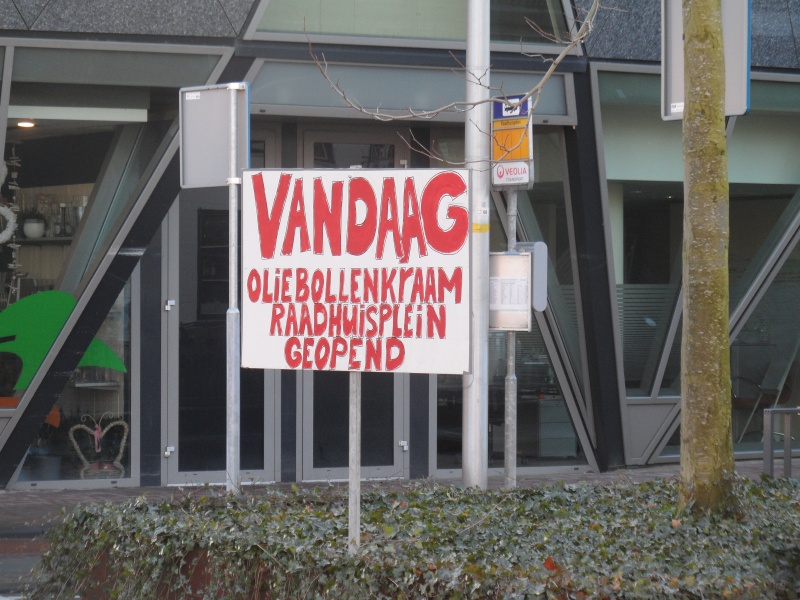 VANDAAG
OLIEBOLLENKRAAM
RAADHUISPLEIN
GEOPEND
VEOLIA